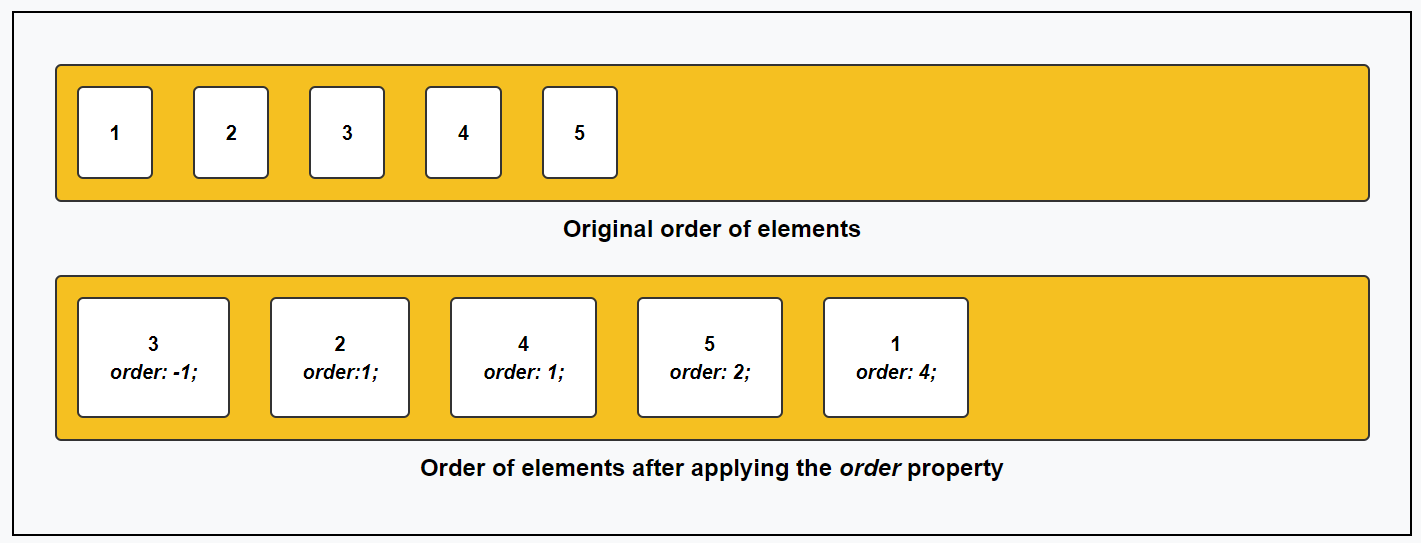 1 2 3 4 5
Original order of elements
3 2 4 5 1
order: -1; order:1; order: 1; order: 2; order: 4;
Order of elements after applying the order property